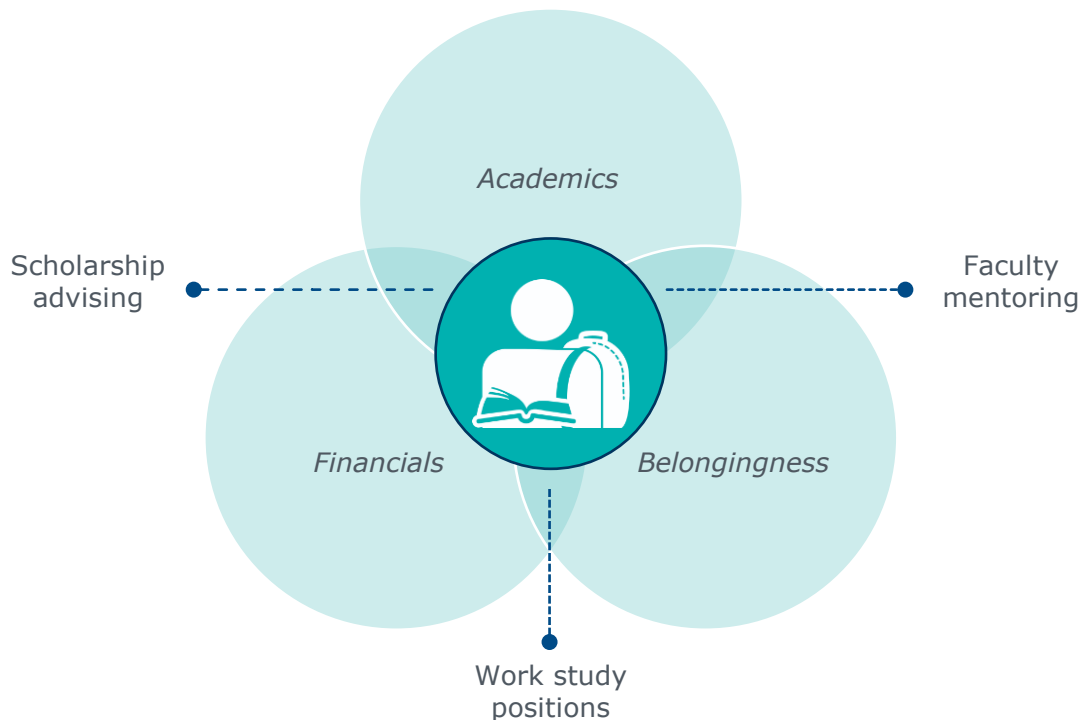 Academics
Scholarship
advising
Faculty
mentoring
Financials
Belongingness
Work study
positions